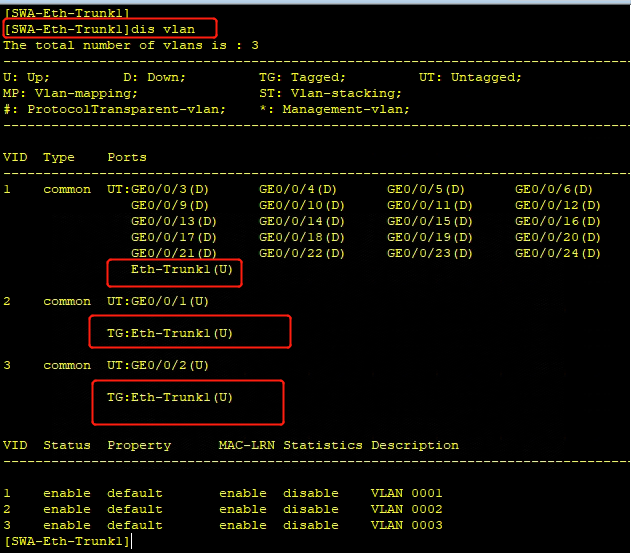 [SWA-Eth-Trunk1]
[SWA-Eth-Trunk1]dis vlan
The total number of vlans is : 3
--------------------------------------------------------------------------------
U: Up;         D: Down;         TG: Tagged;         UT: Untagged;
MP: Vlan-mapping;               ST: Vlan-stacking;
#: ProtocolTransparent-vlan;    *: Management-vlan;
--------------------------------------------------------------------------------
VID  Type    Ports
--------------------------------------------------------------------------------
1    common  UT:GE0/0/3(D)      GE0/0/4(D)      GE0/0/5(D)      GE0/0/6(D)
                GE0/0/9(D)      GE0/0/10(D)     GE0/0/11(D)     GE0/0/12(D)
                GE0/0/13(D)     GE0/0/14(D)     GE0/0/15(D)     GE0/0/16(D)
                GE0/0/17(D)     GE0/0/18(D)     GE0/0/19(D)     GE0/0/20(D)
                GE0/0/21(D)     GE0/0/22(D)     GE0/0/23(D)     GE0/0/24(D)
                Eth-Trunk1(U)
2    common  UT:GE0/0/1(U)
             TG:Eth-Trunk1(U)
3    common  UT:GE0/0/2(U)
             TG:Eth-Trunk1(U)
VID  Status  Property      MAC-LRN Statistics Description
--------------------------------------------------------------------------------
1    enable  default       enable  disable    VLAN 0001
2    enable  default       enable  disable    VLAN 0002
3    enable  default       enable  disable    VLAN 0003
[SWA-Eth-Trunk1]